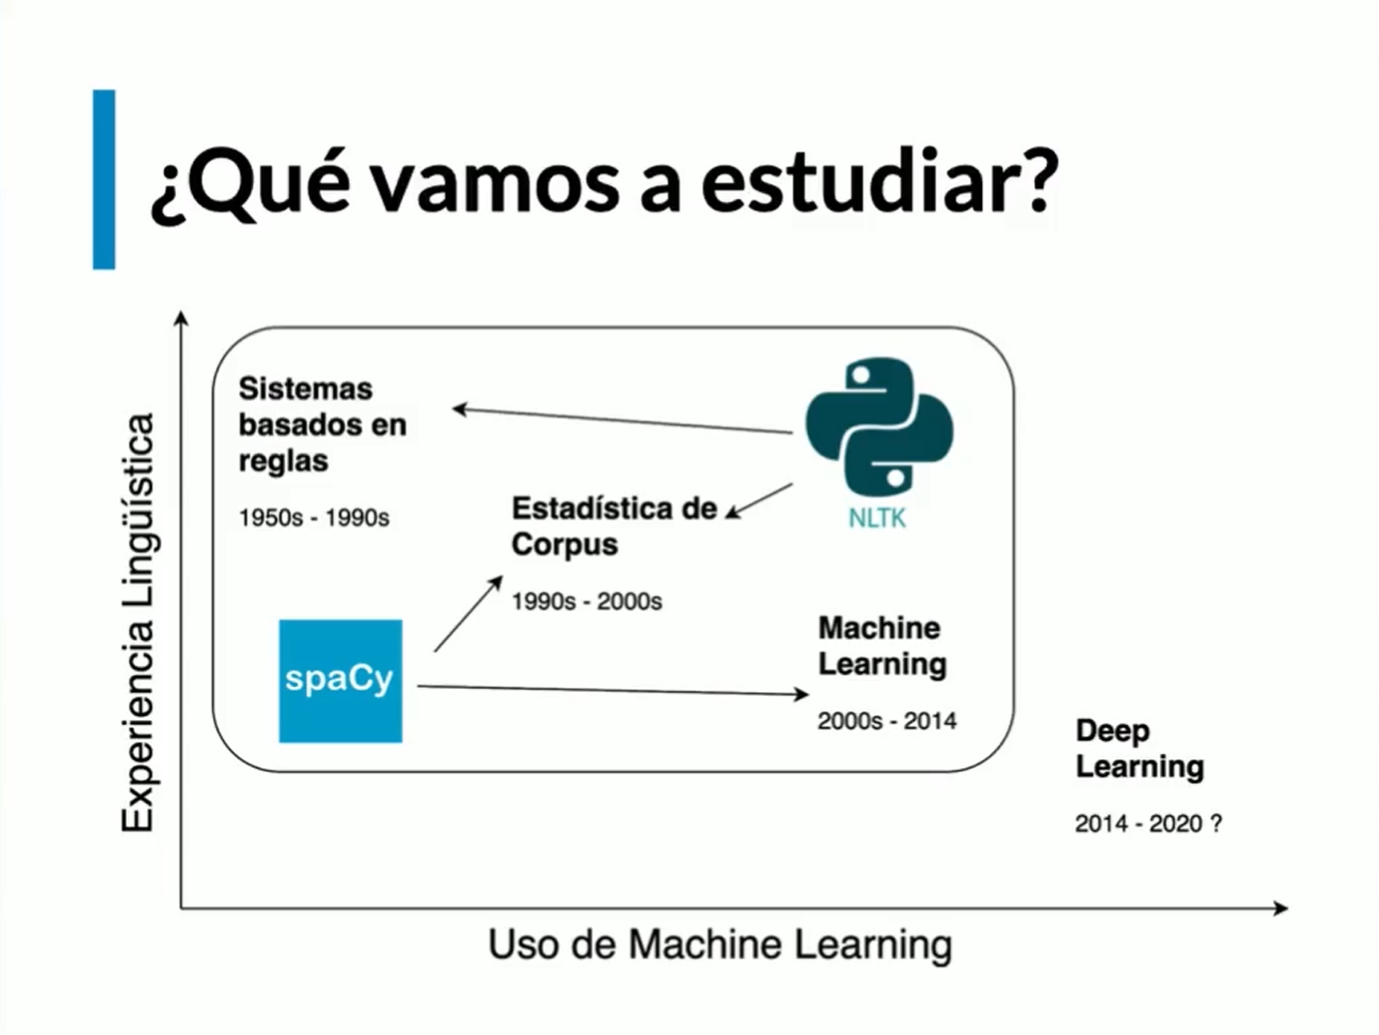 ¿Qué vamos a estudiar?
Experiencia Lingüística
Sistemas
basados en
reglas
1950s - 1990s
NLTK
Estadística de
Corpus
1990s - 2000s
spaCy
Machine
Learning
2000s - 2014
Deep
Learning
2014 - 2020 ?
Uso de Machine Learning